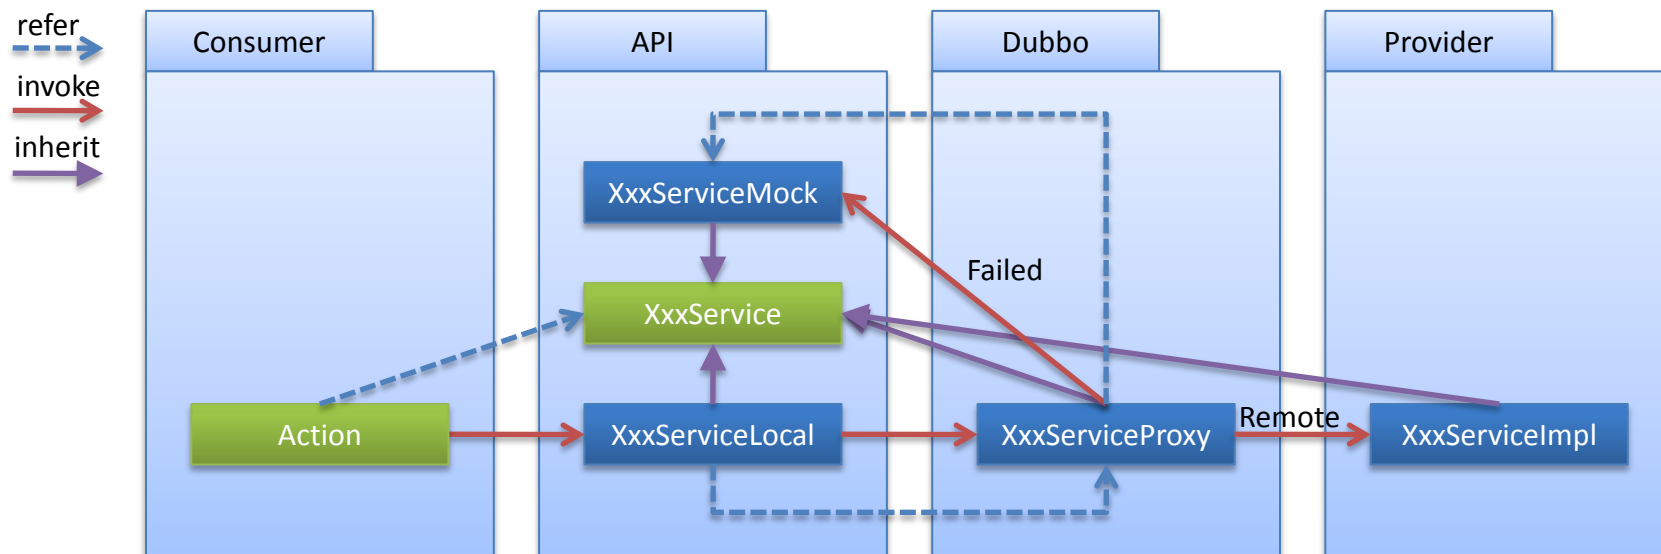 refer
invoke
inherit
Consumer
API
Dubbo
Provider
XxxServiceMock
Failed
XxxService
Action
XxxServiceLocal
XxxServiceProxy
Remote
XxxServiceImpl